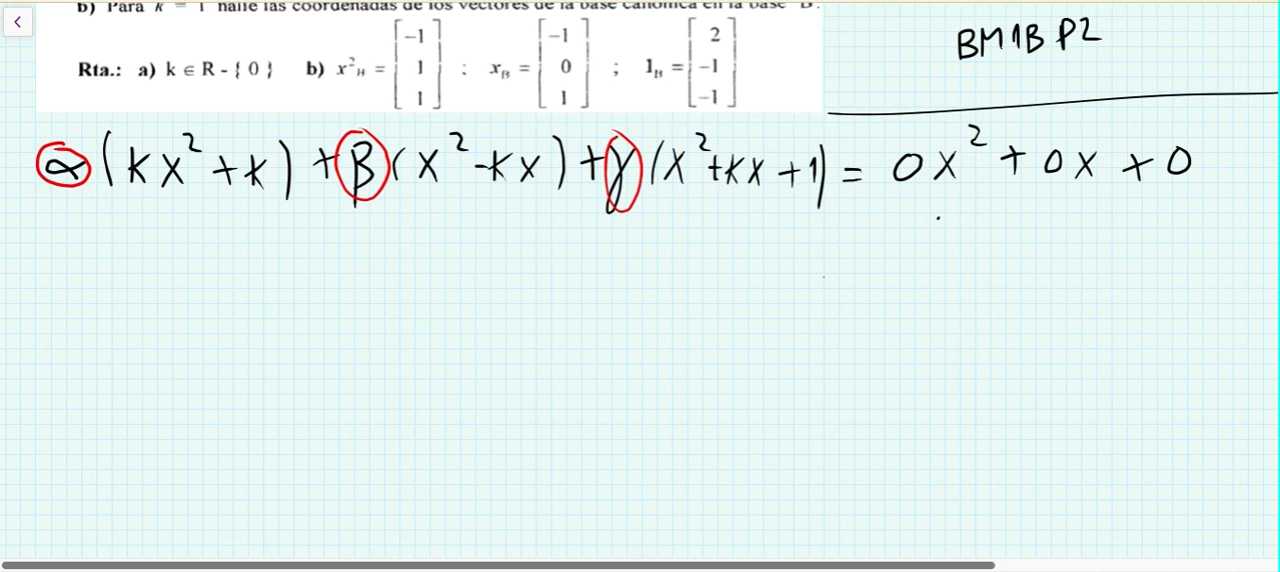 b) Para k = 1 halle las coordenadas de los vectores de la base canónica en la base B.
Rta.: a) k ∈ R - { 0 } b) x²_B = [-1 1 1] ; x_B = [-1 0 1] ; 1_B = [2 -1 -1]
BM1B P2
α(kx² + k) + β(x² - kx) + γ(x² + kx + 1) = 0x² + 0x + 0